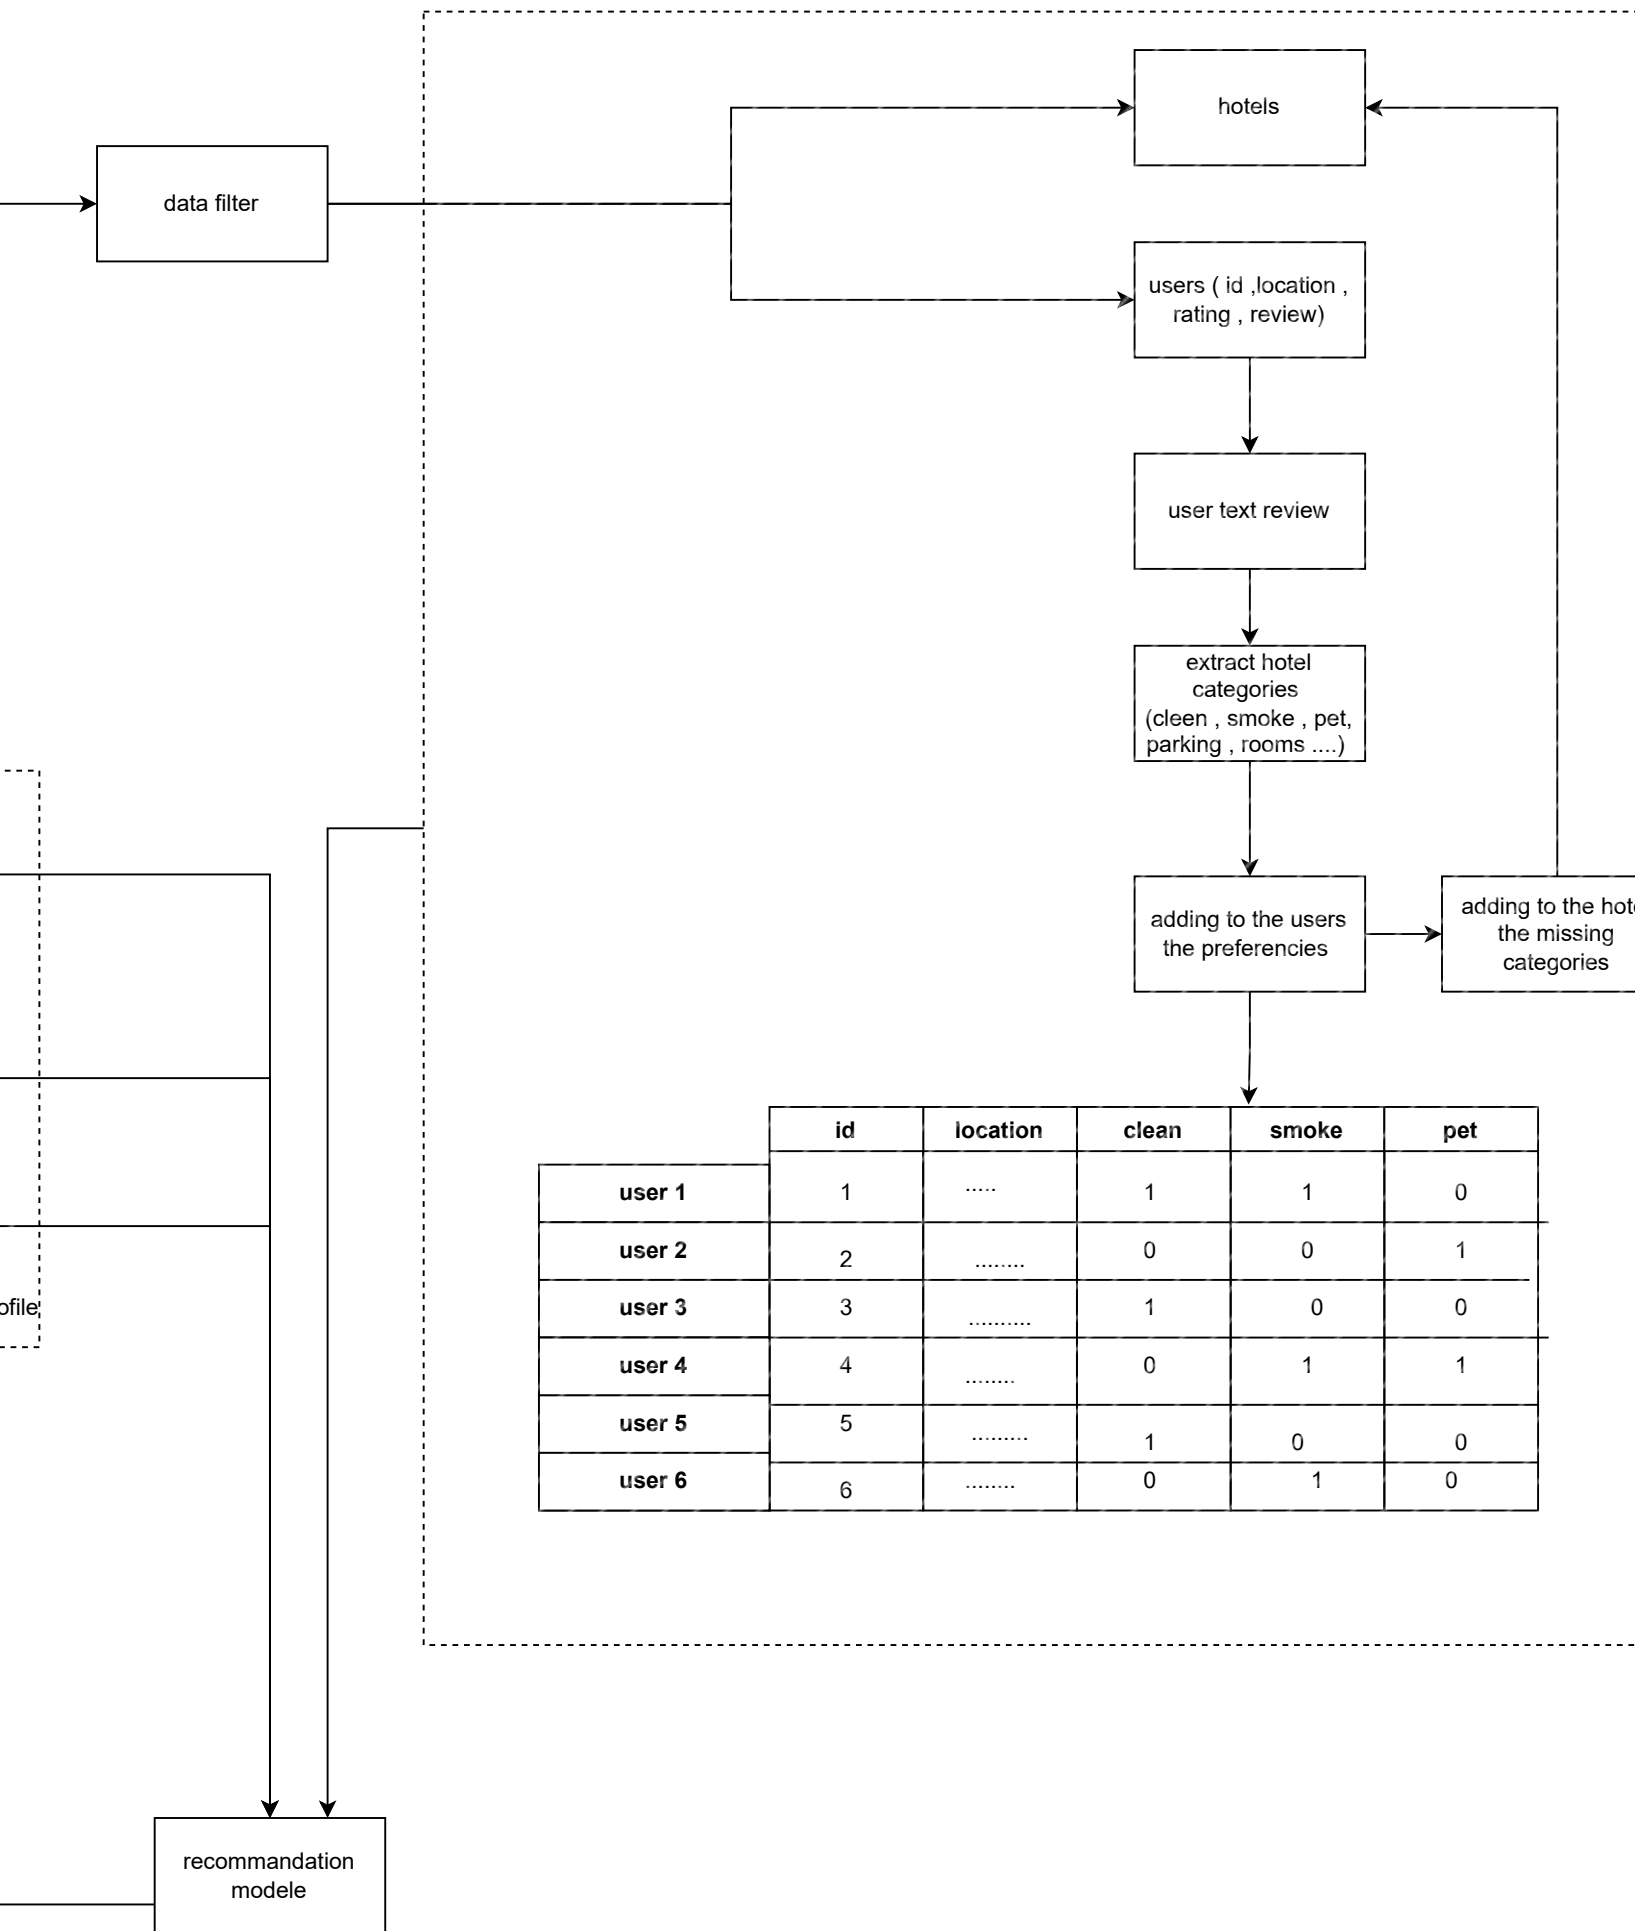 hotels
data filter
users ( id ,location ,
rating , review)
user text review
extract hotel
categories
(cleen , smoke , pet,
parking , rooms ....)
adding to the users
the preferencies
adding to the
the missing
categories
id location clean smoke pet
user 1 1 ..... 1 1 0
user 2 2 ........ 0 0 1
user 3 3 .......... 1 0 0
user 4 4 ........ 0 1 1
user 5 5 ......... 1 0 0
user 6 6 ........ 0 1 0
recommandation
modele